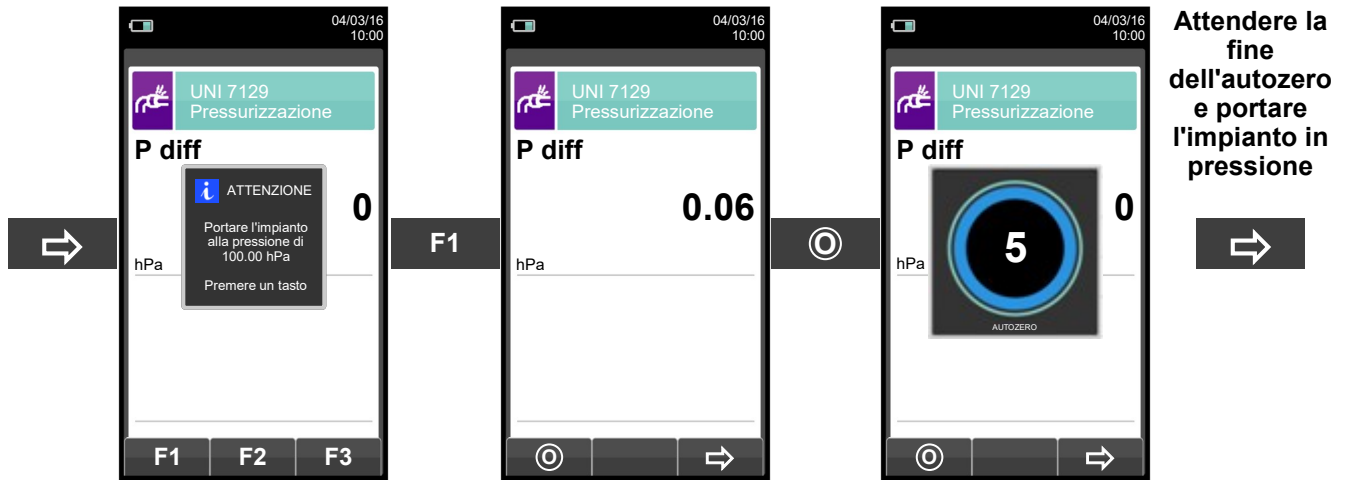 04/03/16
10:00
UNI 7129
Pressurizzazione
P diff
i ATTENZIONE
Portare l'impianto
alla pressione di
100.00 hPa
Premere un tasto
0
hPa
F1 F2 F3
F1
04/03/16
10:00
UNI 7129
Pressurizzazione
P diff
0.06
hPa
O
O
04/03/16
10:00
UNI 7129
Pressurizzazione
P diff
5
AUTOZERO
0
hPa
O
Attendere la
fine
dell'autozero
e portare
l'impianto in
pressione